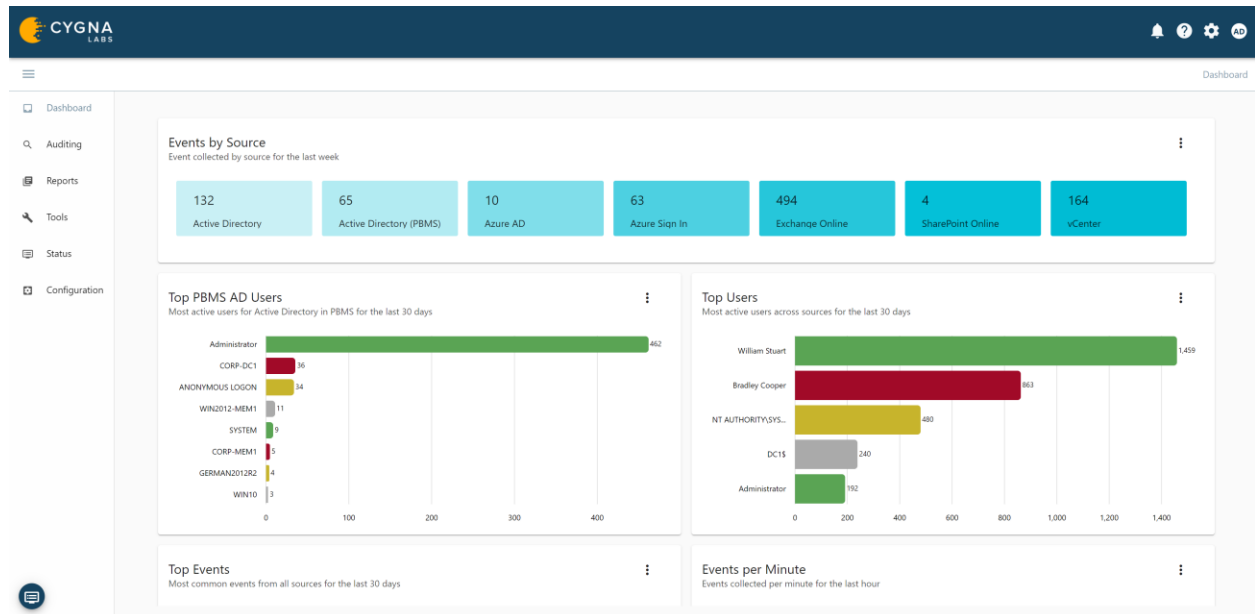 CYGNA
LABS
AD
Dashboard
Dashboard
Auditing
Reports
Tools
Status
Configuration
Events by Source
Event collected by source for the last week
132
Active Directory
65
Active Directory (PBMS)
10
Azure AD
63
Azure Sign In
494
Exchange Online
4
SharePoint Online
164
vCenter
Top PBMS AD Users
Most active users for Active Directory in PBMS for the last 30 days
Administrator 462
CORP-DC1 36
ANONYMOUS LOGON 34
WIN2012-MEM1 11
SYSTEM 9
CORP-MEM1 5
GERMAN2012R2 4
WIN10 3
0 100 200 300 400
Top Users
Most active users across sources for the last 30 days
William Stuart 1,459
Bradley Cooper 863
NT AUTHORITY\SYS... 480
DC1$ 240
Administrator 192
0 200 400 600 800 1,000 1,200 1,400
Top Events
Most common events from all sources for the last 30 days
Events per Minute
Events collected per minute for the last hour